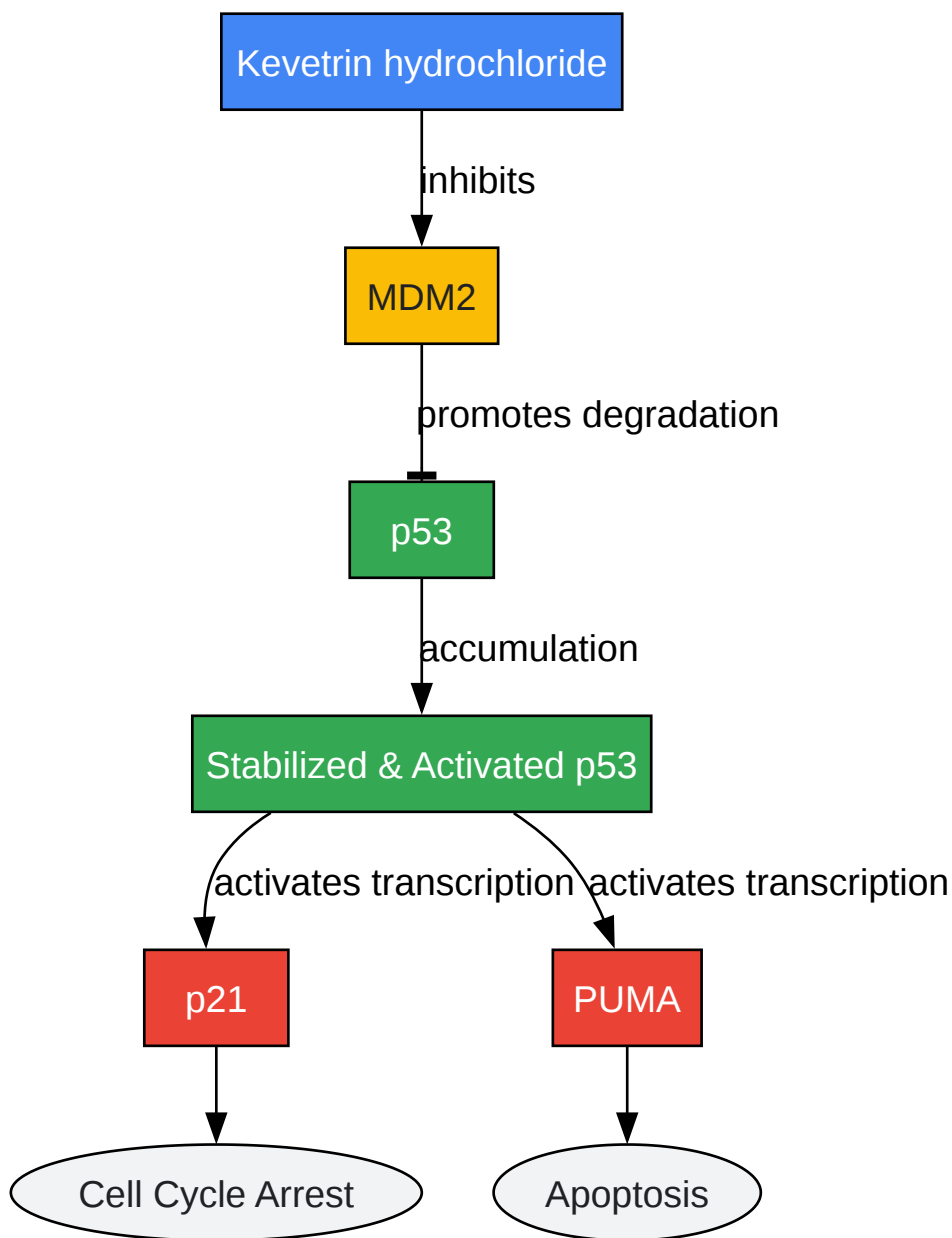 Kevetrin hydrochloride
inhibits
MDM2
promotes degradation
p53
accumulation
Stabilized & Activated p53
activates transcription
activates transcription
p21
PUMA
Cell Cycle Arrest
Apoptosis